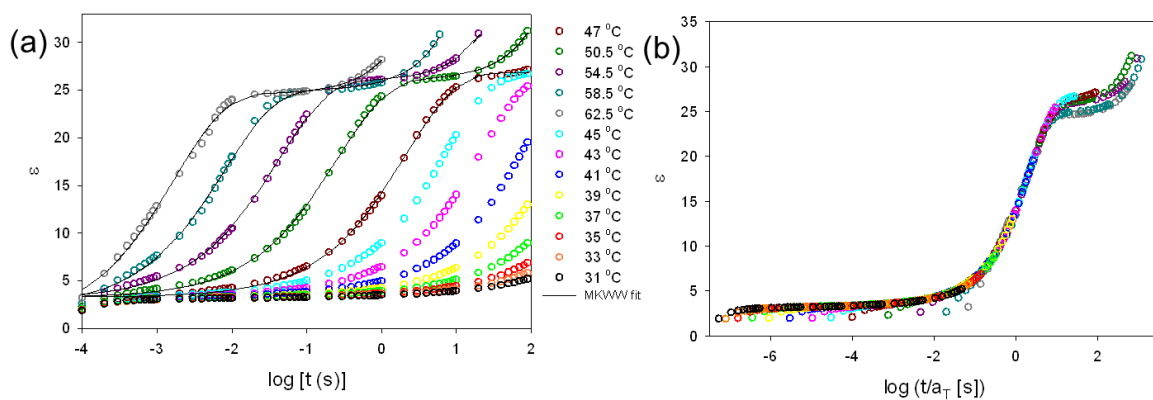 (a)
30
25
20
15
10
5
0
ε
-4 -3 -2 -1 0 1 2
log [t (s)]
47 °C
50.5 °C
54.5 °C
58.5 °C
62.5 °C
45 °C
43 °C
41 °C
39 °C
37 °C
35 °C
33 °C
31 °C
MKWW fit
(b)
35
30
25
20
15
10
5
0
ε
-6 -4 -2 0 2
log (t/a_T [s])